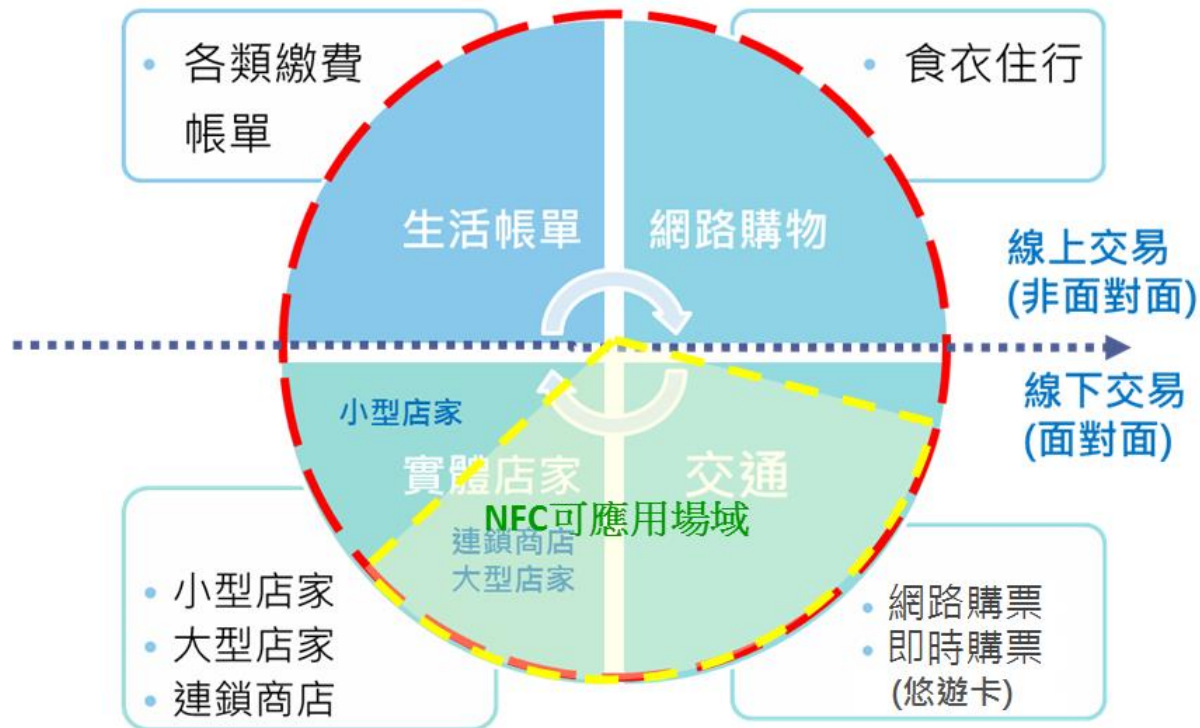 各類繳費
帳單
食衣住行
生活帳單
網路購物
線上交易
(非面對面)
線下交易
(面對面)
小型店家
實體店家
交通
NFC可應用場域
連鎖商店
大型店家
小型店家
大型店家
連鎖商店
網路購票
即時購票
(悠遊卡)